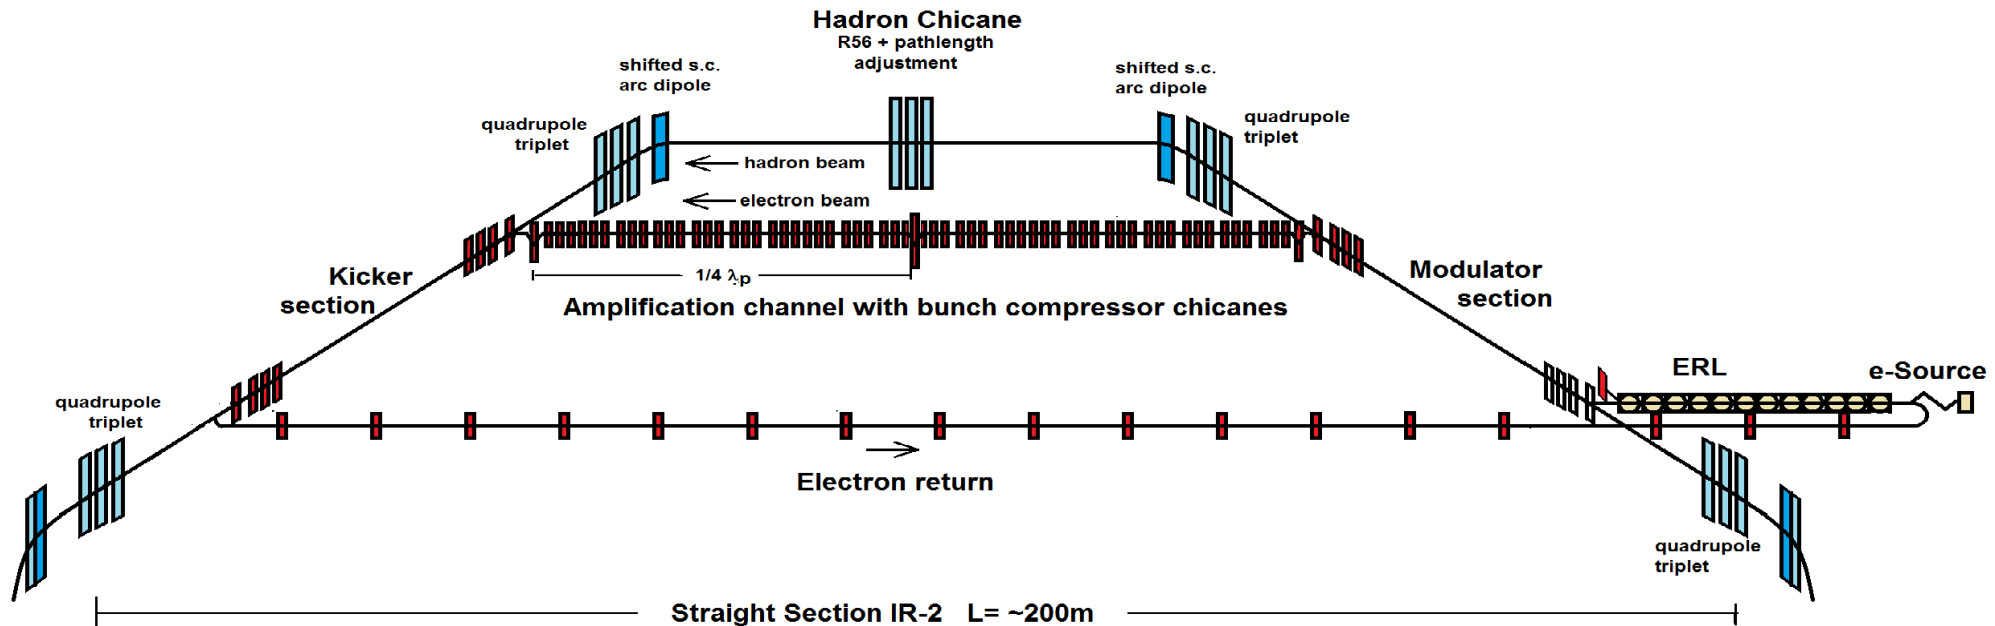 Hadron Chicane
R56 + pathlength
adjustment
shifted s.c.
arc dipole
shifted s.c.
arc dipole
quadrupole
triplet
quadrupole
triplet
hadron beam
electron beam
1/4 λp
Kicker
section
Modulator
section
Amplification channel with bunch compressor chicanes
ERL
e-Source
quadrupole
triplet
Electron return
quadrupole
triplet
Straight Section IR-2 L= ~200m